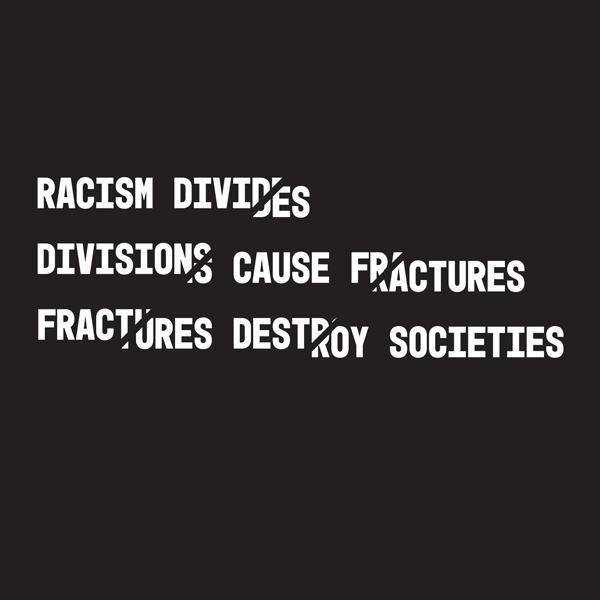 RACISM DIVIDES
DIVISIONS CAUSE FRACTURES
FRACTURES DESTROY SOCIETIES